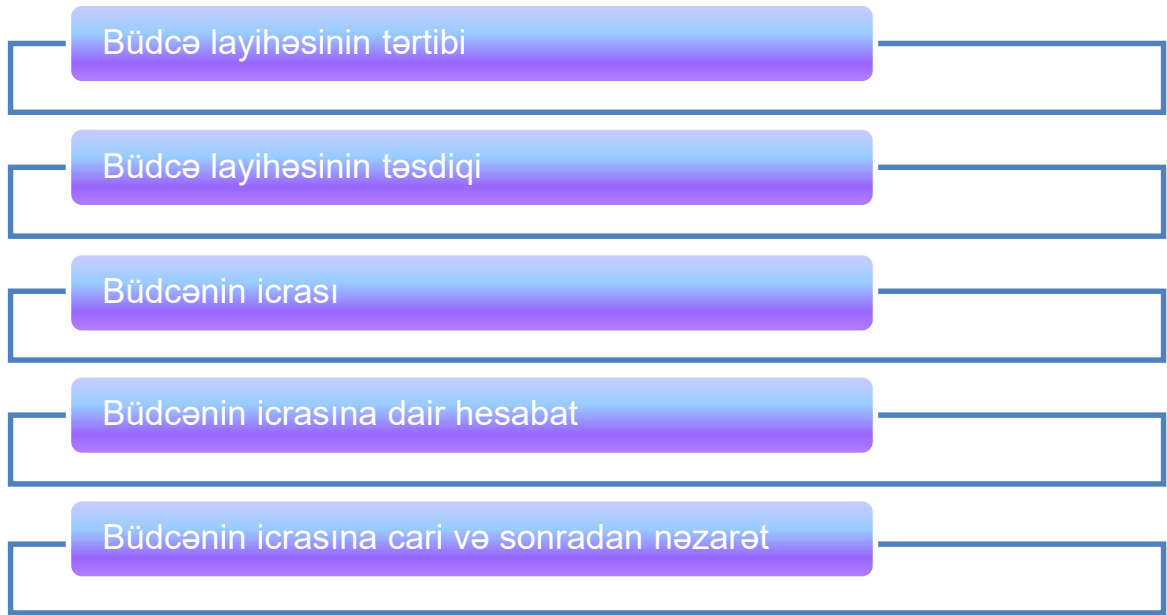 Büdcə layihəsinin tərtibi
Büdcə layihəsinin təsdiqi
Büdcənin icrası
Büdcənin icrasına dair hesabat
Büdcənin icrasına cari və sonradan nəzarət